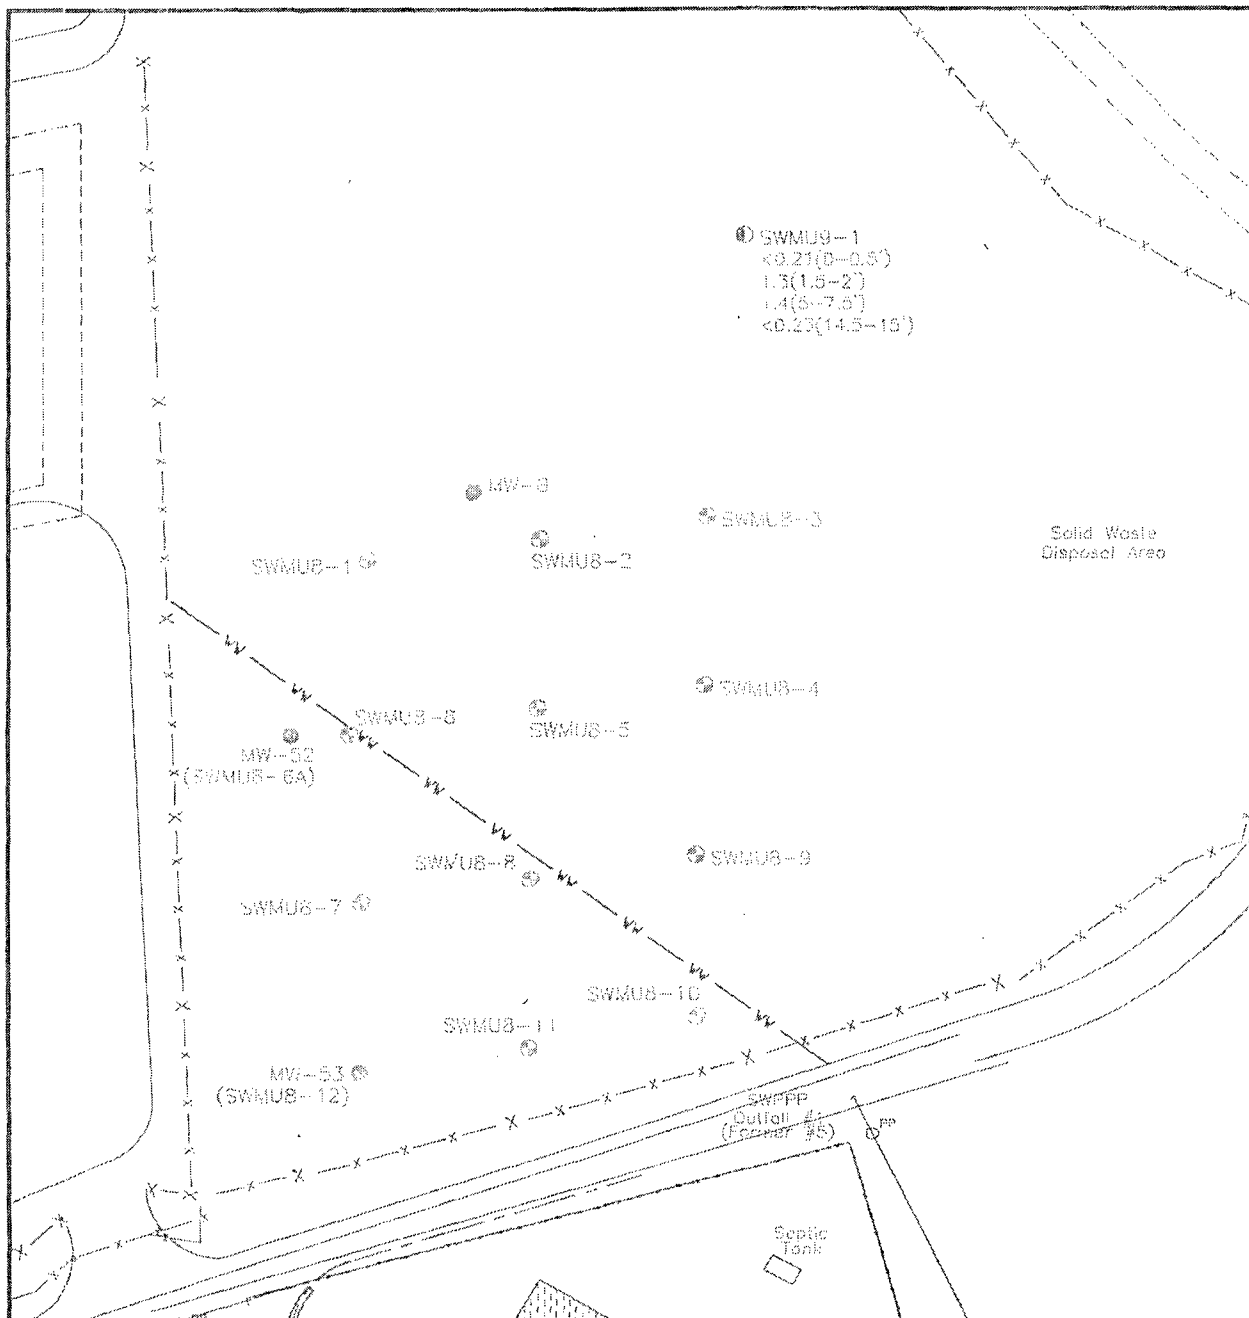 SWMU9-1
<0.21(0-0.5')
1.3(1.5-2')
1.4(5-7.5')
<0.23(14.5-15')
MW-8
SWMU8-3
SWMU8-2
SWMU8-1
Solid Waste
Disposal Area
SWMU8-4
SWMU8-6
SWMU8-5
MW-52
(SWMU8-6A)
SWMU8-9
SWMU8-8
SWMU8-7
SWMU8-10
SWMU8-11
MW-53
(SWMU8-12)
SWPPP
Outfall #1
(Former #5)
PP
Septic
Tank